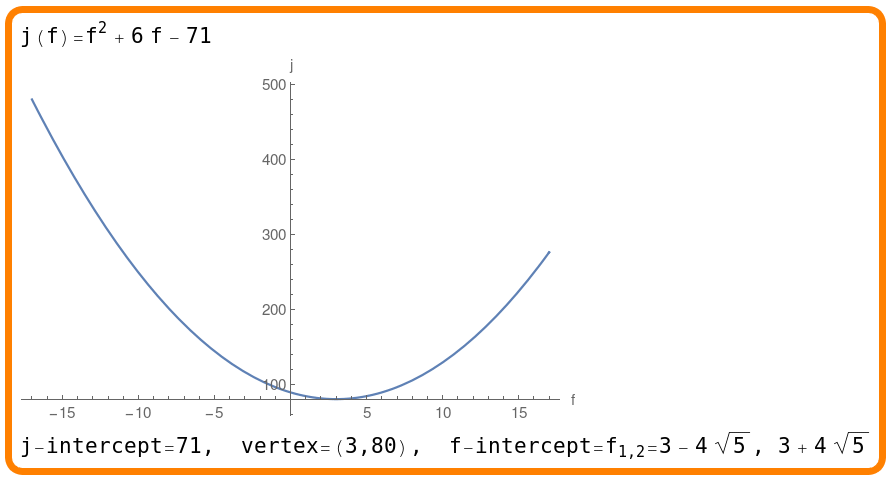 j(f)=f² + 6 f - 71
j
500
400
300
200
100
-15 -10 -5 5 10 15 f
j-intercept=71, vertex=(3,80), f-intercept=f₁,₂=3 - 4 √5, 3 + 4 √5